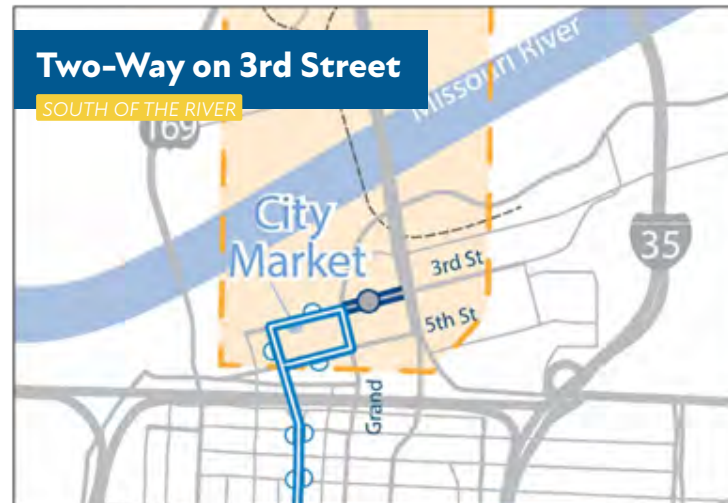 Two-Way on 3rd Street
SOUTH OF THE RIVER
Missouri River
169
City
Market
35
3rd St
5th St
Grand